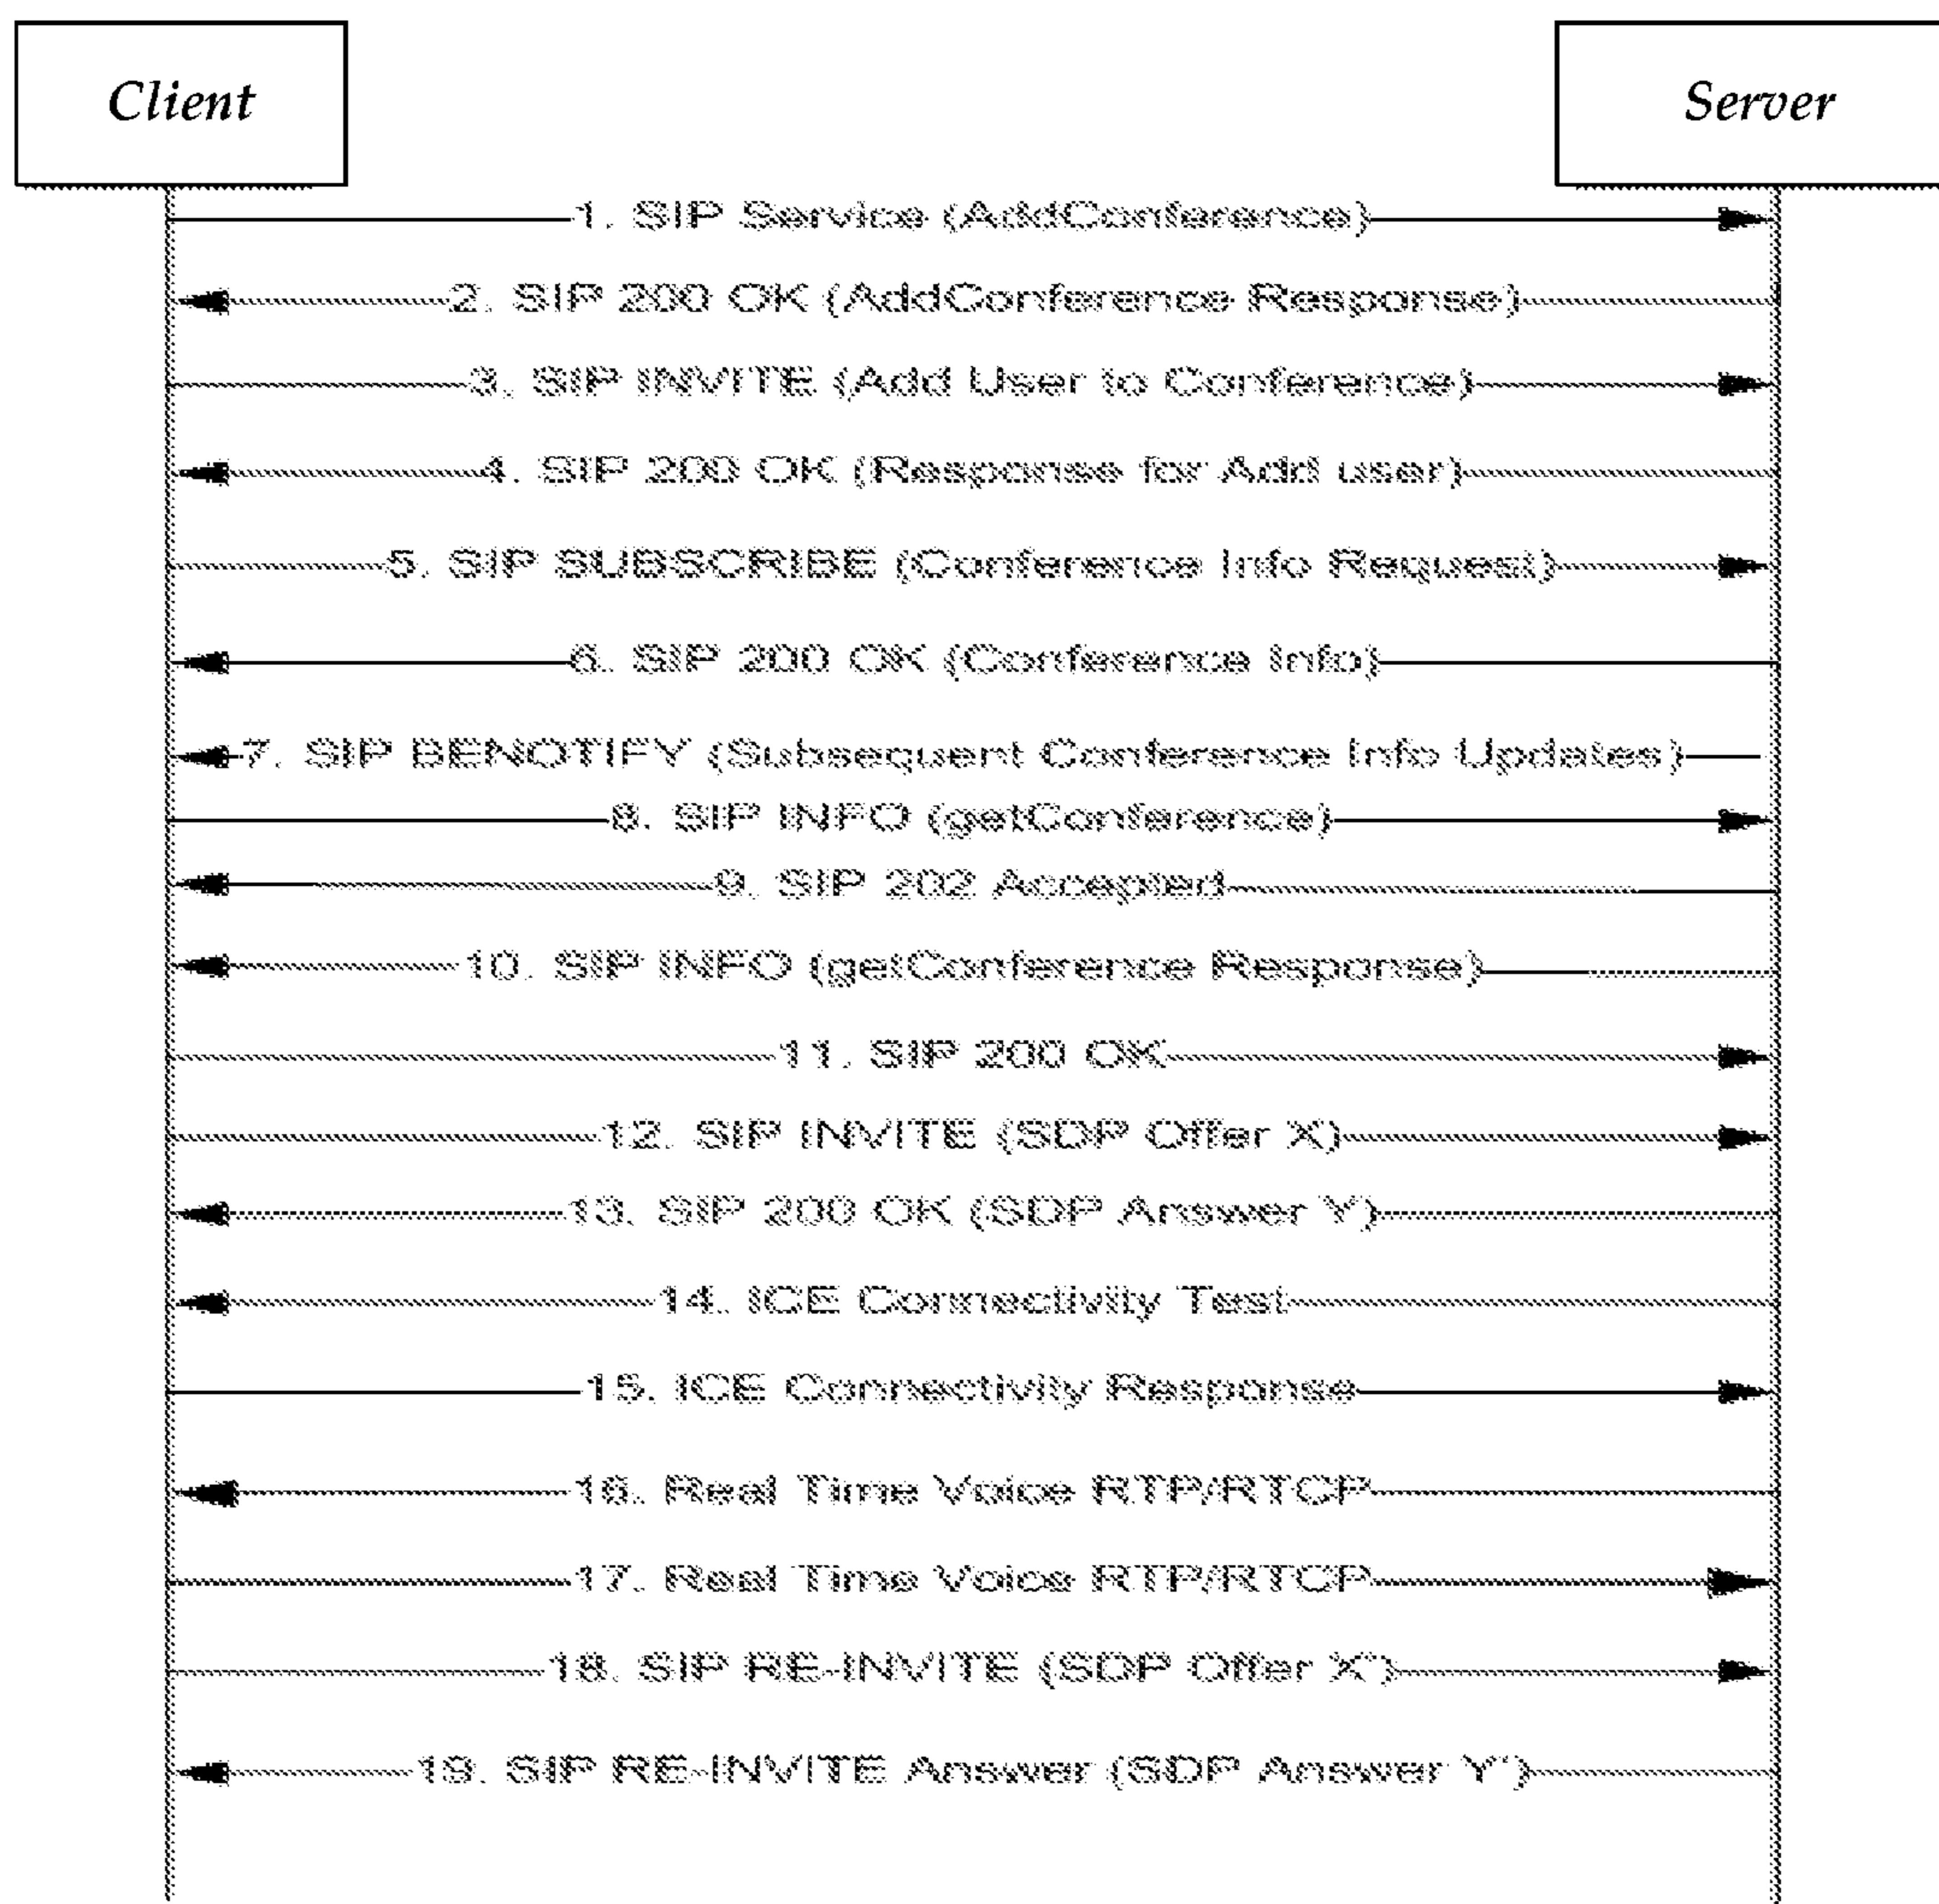 Client
Server
1. SIP Service (AddConference)
2. SIP 200 OK (AddConference Response)
3. SIP INVITE (Add User to Conference)
4. SIP 200 OK (Response for Add user)
5. SIP SUBSCRIBE (Conference Info Request)
6. SIP 200 OK (Conference Info)
7. SIP BENOTIFY (Subsequent Conference Info Updates)
8. SIP INFO (getConference)
9. SIP 202 Accepted
10. SIP INFO (getConference Response)
11. SIP 200 OK
12. SIP INVITE (SDP Offer X)
13. SIP 200 OK (SDP Answer Y)
14. ICE Connectivity Test
15. ICE Connectivity Response
16. Real Time Voice RTP/RTCP
17. Real Time Voice RTP/RTCP
18. SIP RE-INVITE (SDP Offer X')
19. SIP RE-INVITE Answer (SDP Answer Y')